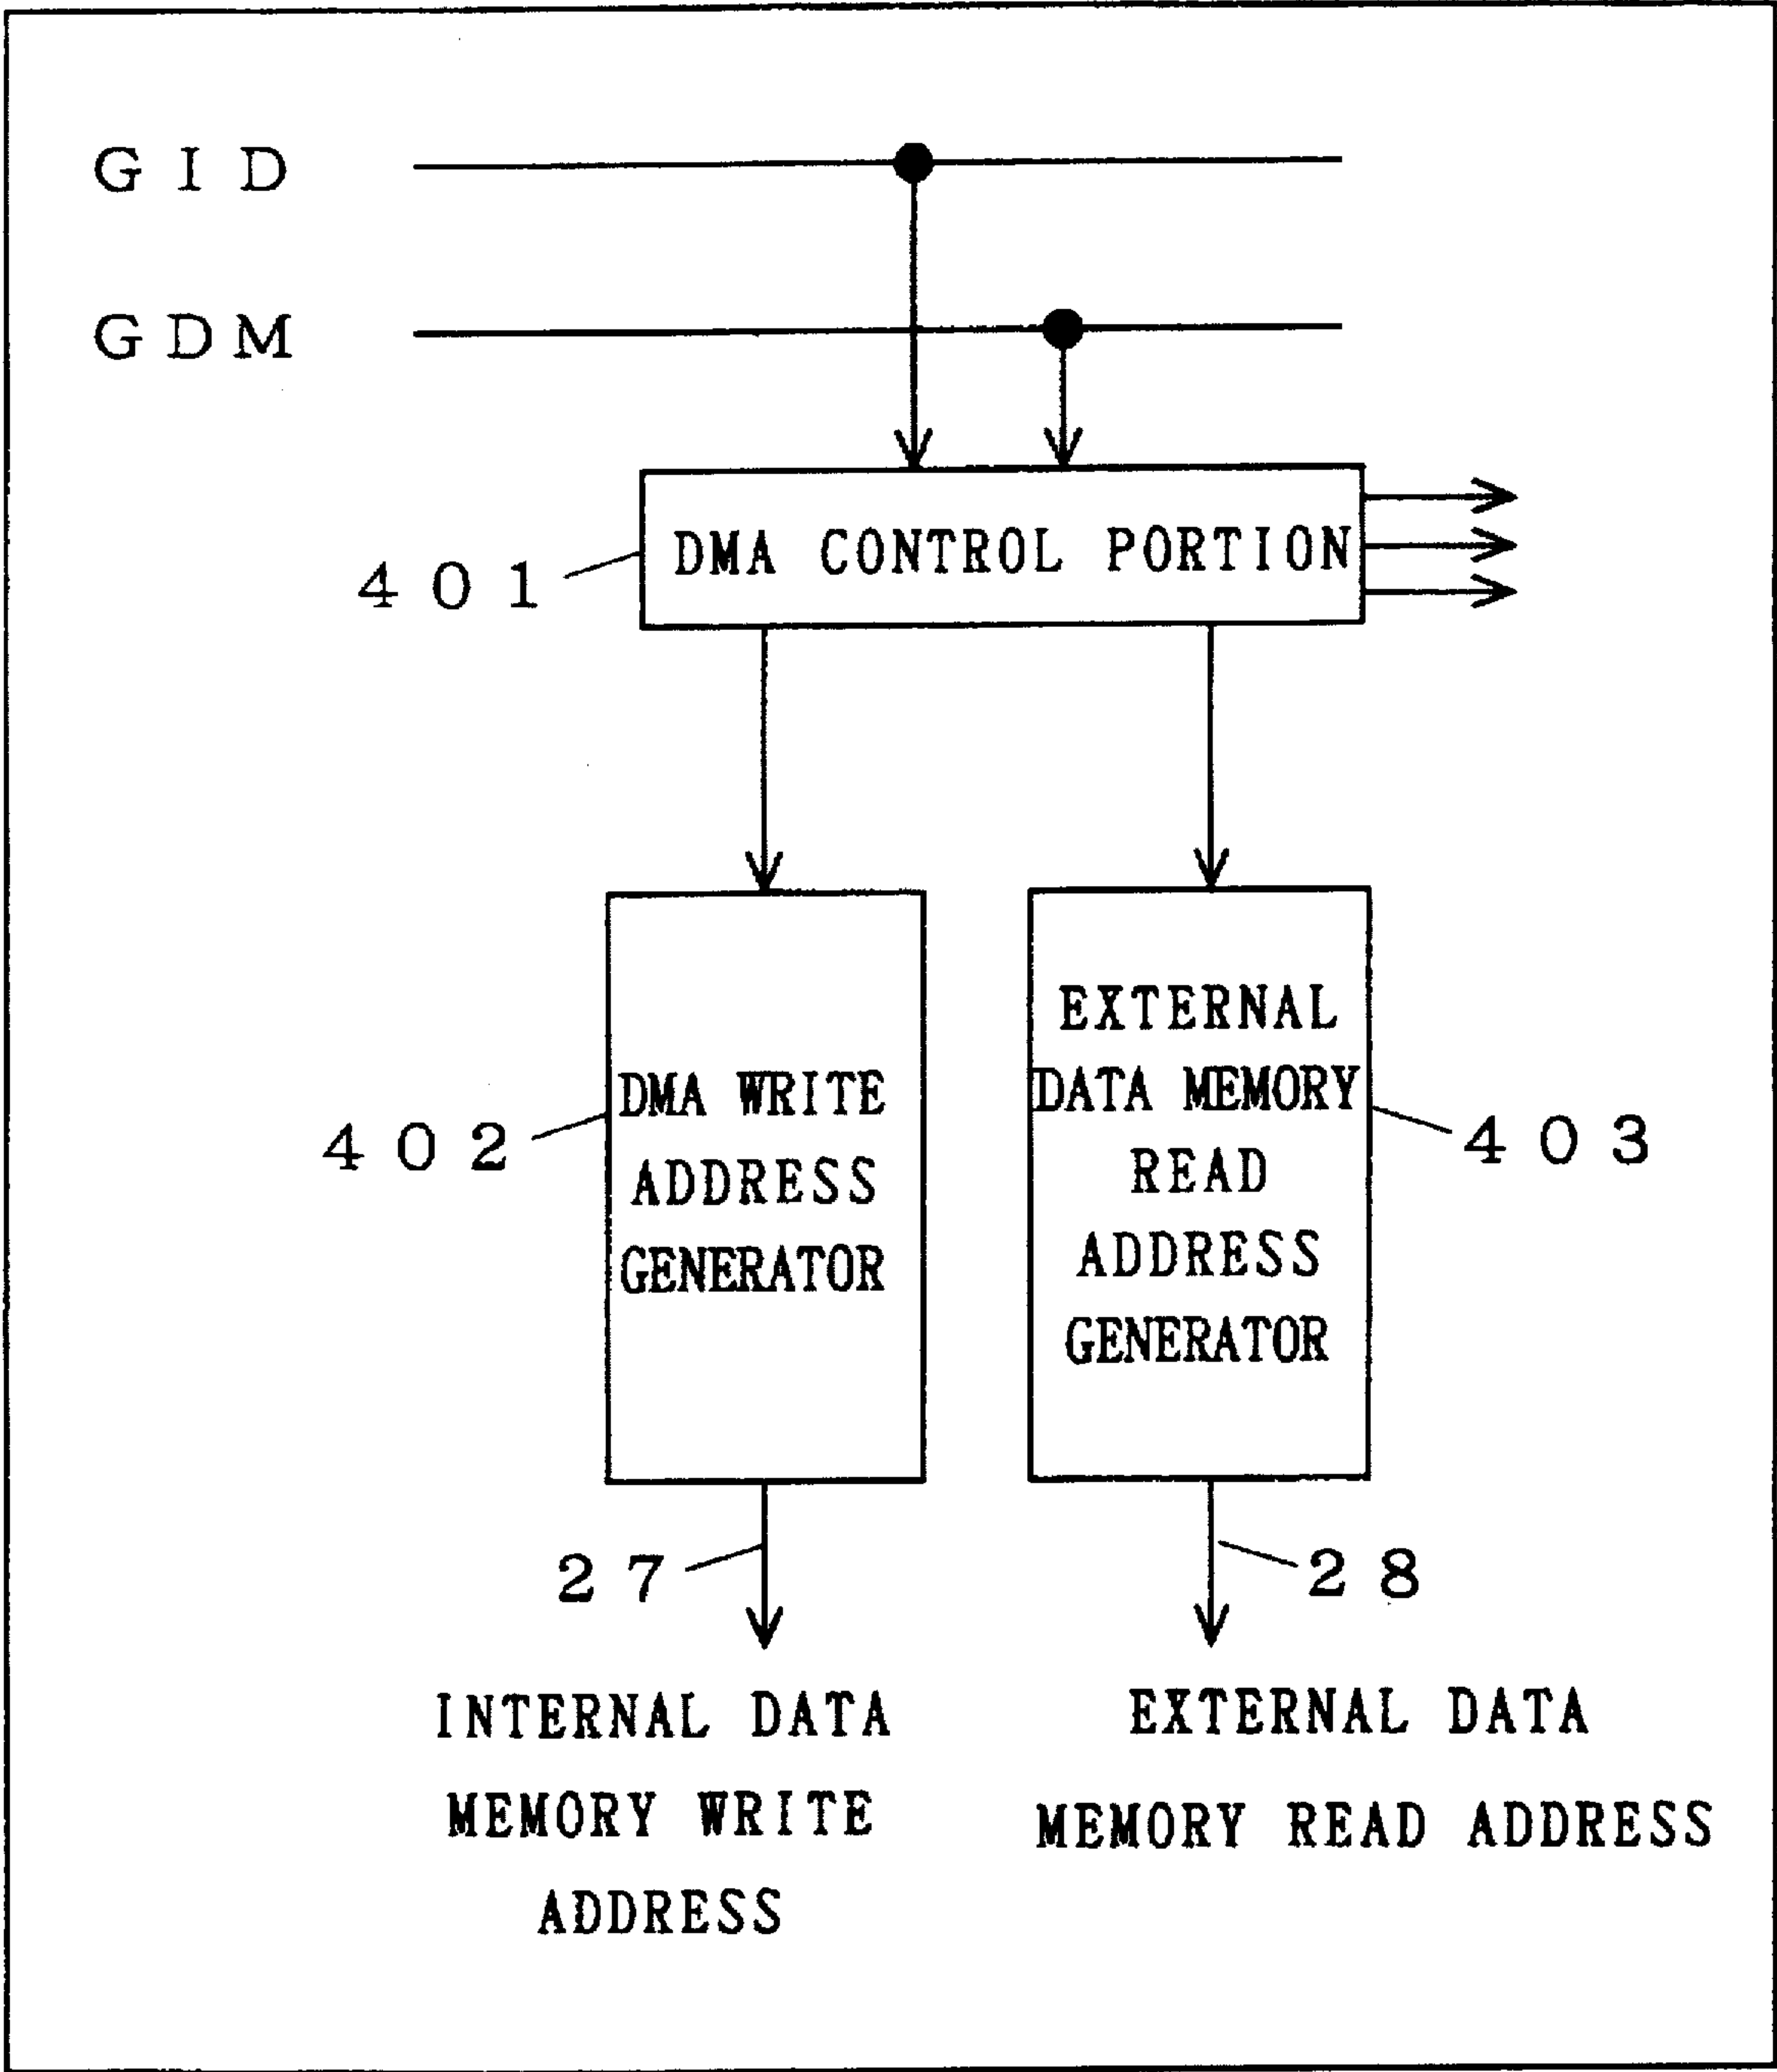 GID
GDM
DMA CONTROL PORTION
401
EXTERNAL
DATA MEMORY
READ
ADDRESS
GENERATOR
DMA WRITE
ADDRESS
GENERATOR
402
403
27
28
INTERNAL DATA
MEMORY WRITE
ADDRESS
EXTERNAL DATA
MEMORY READ ADDRESS